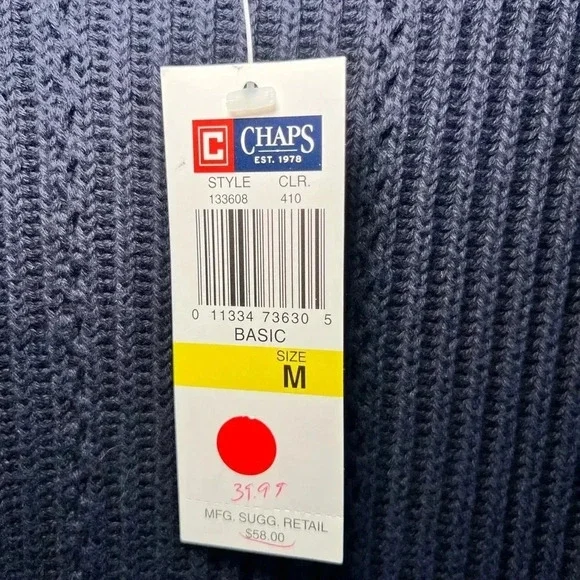 C CHAPS
EST. 1978
STYLE CLR.
133608 410
0 11334 73630 5
BASIC
SIZE
M
39.99
MFG. SUGG. RETAIL
$58.00